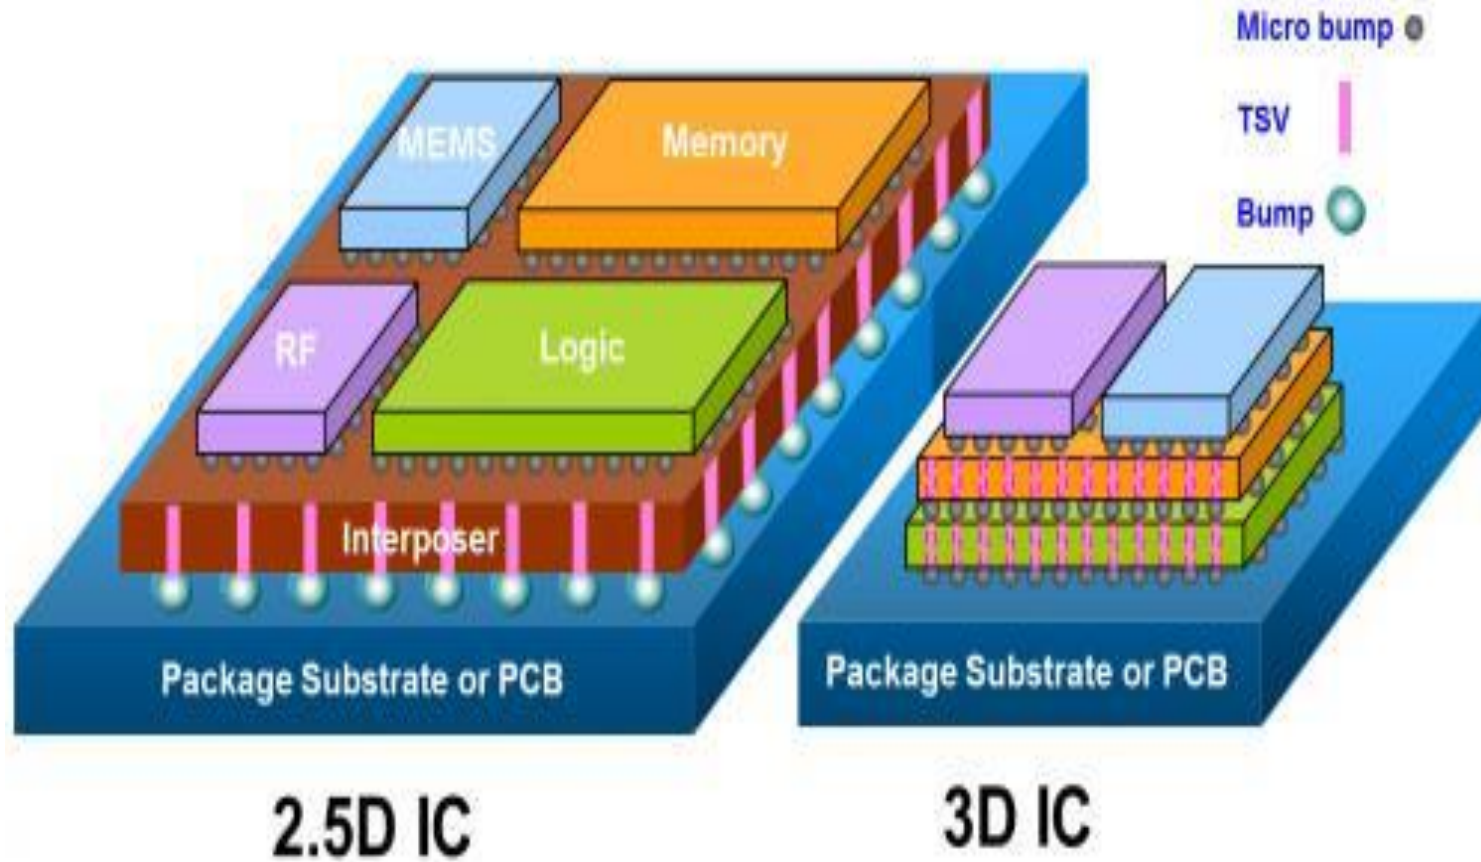 Micro bump
TSV
Bump
MEMS
Memory
RF
Logic
Interposer
Package Substrate or PCB
Package Substrate or PCB
2.5D IC
3D IC